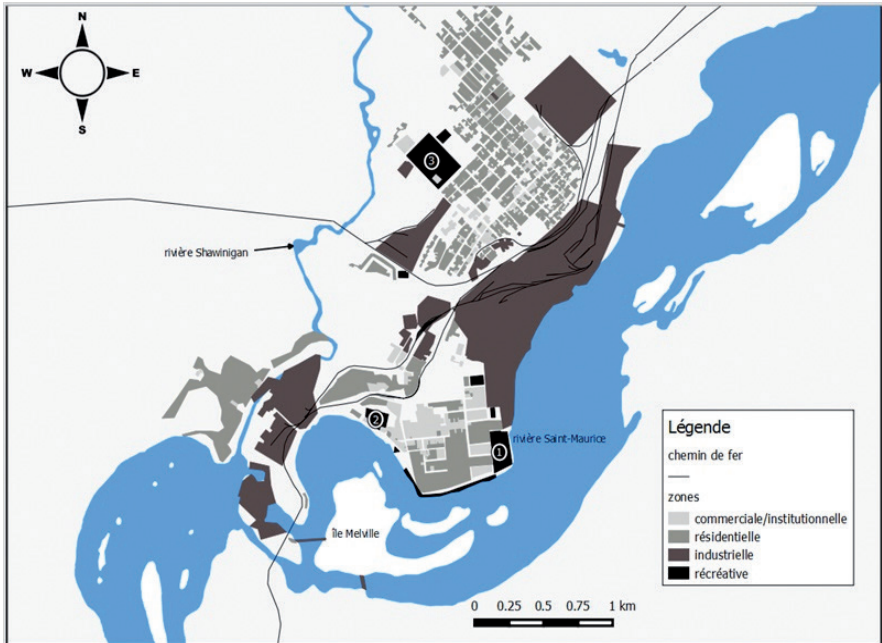 N
W E
S
3
rivière Shawinigan
2
1
rivière Saint-Maurice
île Melville
Légende
chemin de fer
zones
commerciale/institutionnelle
résidentielle
industrielle
récréative
0 0.25 0.5 0.75 1 km